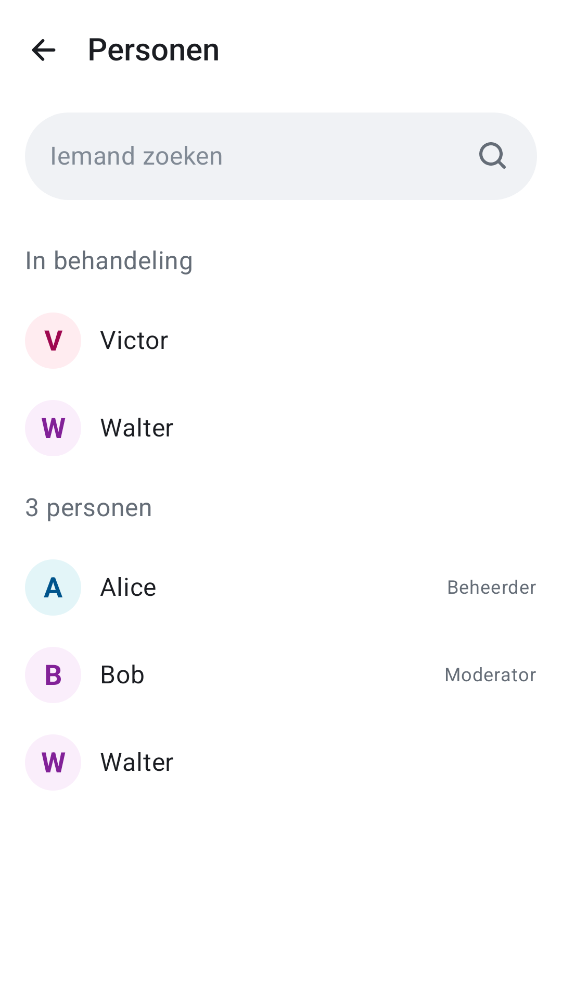 Personen
Iemand zoeken
In behandeling
V Victor
W Walter
3 personen
A Alice Beheerder
B Bob Moderator
W Walter